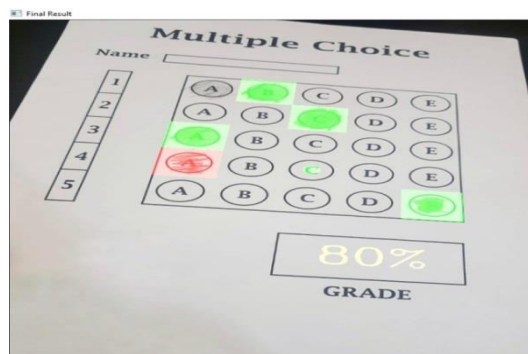 Final Result
Multiple Choice
Name
1 A B C D E
2 A B C D E
3 A B C D E
4 A B C D E
5 A B C D
80%
GRADE